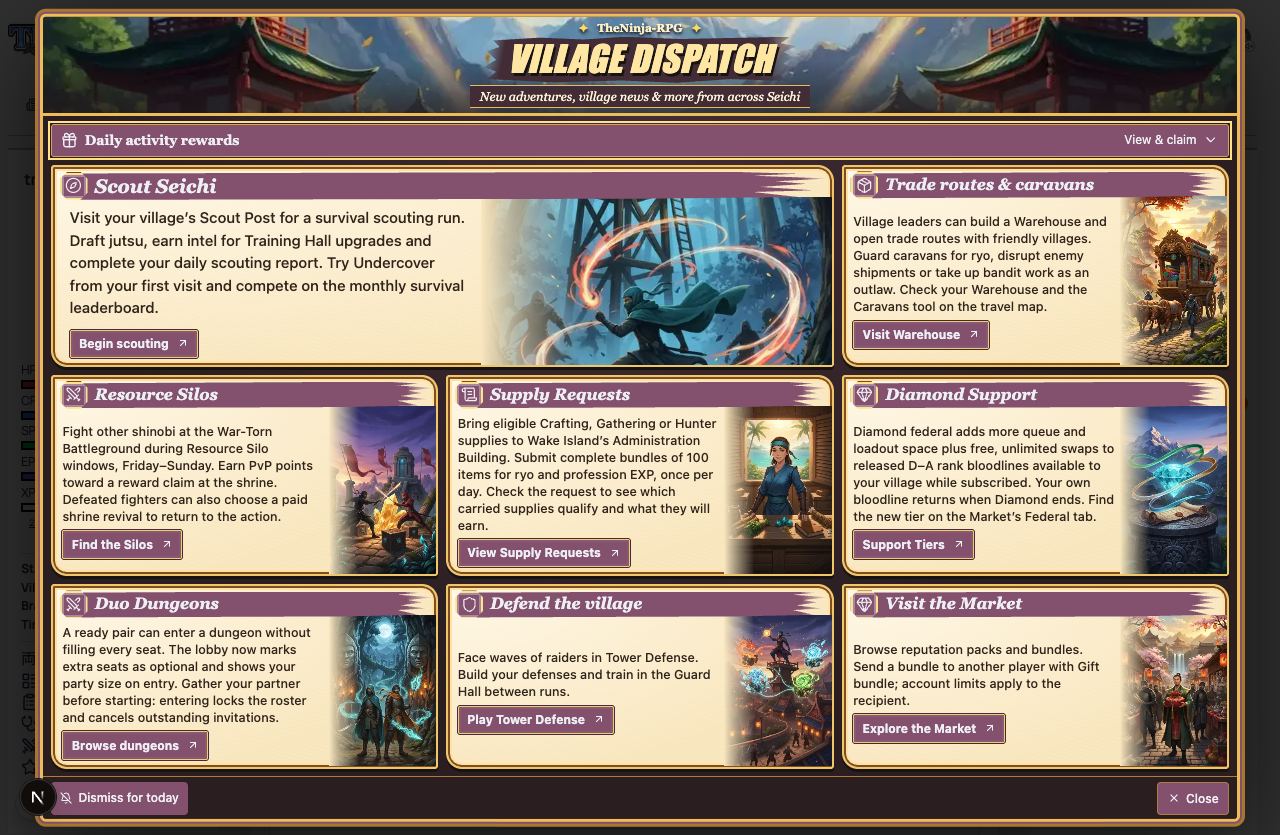 TheNinja-RPG
VILLAGE DISPATCH
New adventures, village news & more from across Seichi
Daily activity rewards
View & claim
Scout Seichi
Visit your village's Scout Post for a survival scouting run.
Draft jutsu, earn intel for Training Hall upgrades and
complete your daily scouting report. Try Undercover
from your first visit and compete on the monthly survival
leaderboard.
Begin scouting
Trade routes & caravans
Village leaders can build a Warehouse and
open trade routes with friendly villages.
Guard caravans for ryo, disrupt enemy
shipments or take up bandit work as an
outlaw. Check your Warehouse and the
Caravans tool on the travel map.
Visit Warehouse
Resource Silos
Fight other shinobi at the War-Torn
Battleground during Resource Silo
windows, Friday–Sunday. Earn PvP points
toward a reward claim at the shrine.
Defeated fighters can also choose a paid
shrine revival to return to the action.
Find the Silos
Supply Requests
Bring eligible Crafting, Gathering or Hunter
supplies to Wake Island's Administration
Building. Submit complete bundles of 100
items for ryo and profession EXP, once per
day. Check the request to see which
carried supplies qualify and what they will
earn.
View Supply Requests
Diamond Support
Diamond federal adds more queue and
loadout space plus free, unlimited swaps to
released D–A rank bloodlines available to
your village while subscribed. Your own
bloodline returns when Diamond ends. Find
the new tier on the Market's Federal tab.
Support Tiers
Duo Dungeons
A ready pair can enter a dungeon without
filling every seat. The lobby now marks
extra seats as optional and shows your
party size on entry. Gather your partner
before starting: entering locks the roster
and cancels outstanding invitations.
Browse dungeons
Defend the village
Face waves of raiders in Tower Defense.
Build your defenses and train in the Guard
Hall between runs.
Play Tower Defense
Visit the Market
Browse reputation packs and bundles.
Send a bundle to another player with Gift
bundle; account limits apply to the
recipient.
Explore the Market
N
Dismiss for today
Close